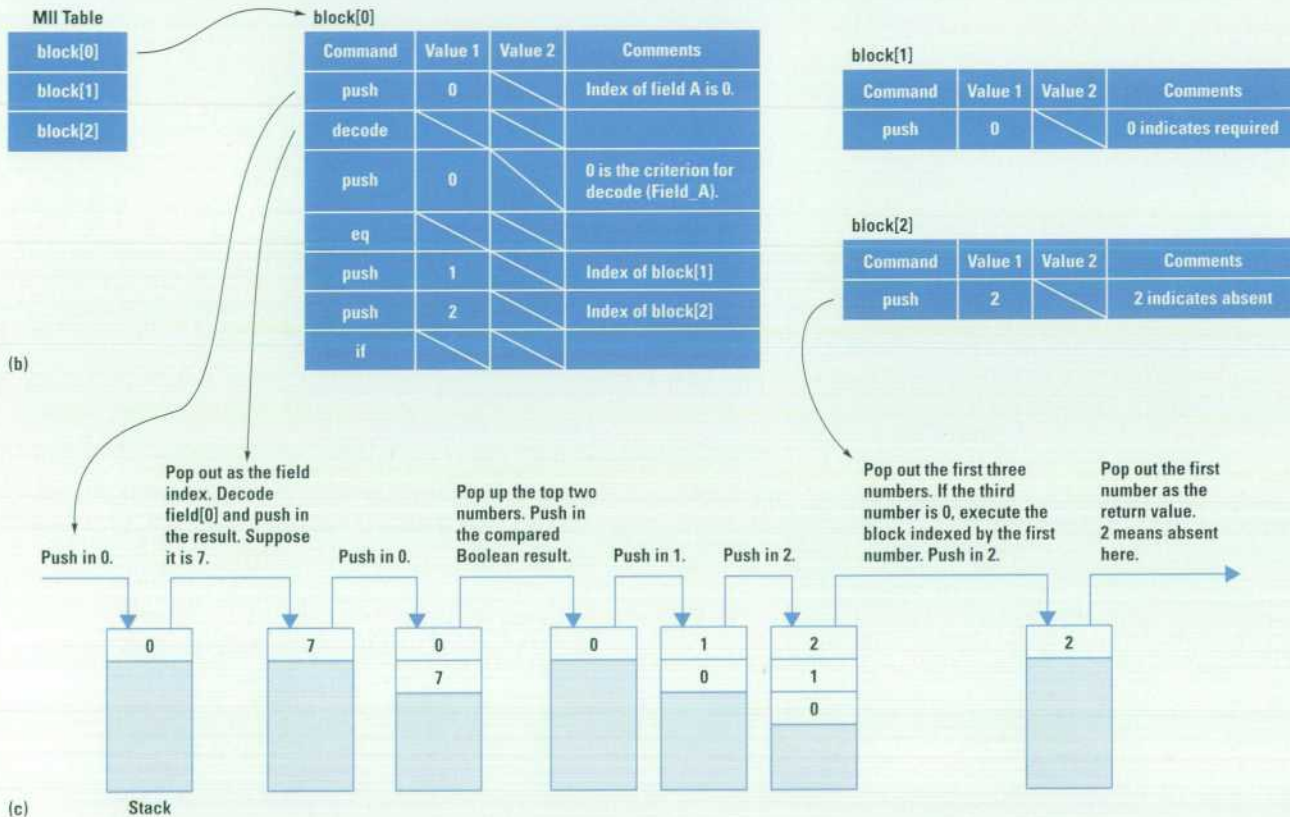 MII Table
block[0]
block[1]
block[2]
block[0]
Command Value 1 Value 2 Comments
push 0 Index of field A is 0.
decode
push 0 0 is the criterion for
decode (Field_A).
eq
push 1 Index of block[1]
push 2 Index of block[2]
if
block[1]
Command Value 1 Value 2 Comments
push 0 0 indicates required
block[2]
Command Value 1 Value 2 Comments
push 2 2 indicates absent
(b)
Push in 0.
Pop out as the field
index. Decode
field[0] and push in
the result. Suppose
it is 7.
Push in 0.
Pop up the top two
numbers. Push in
the compared
Boolean result.
Push in 1.
Push in 2.
Pop out the first three
numbers. If the third
number is 0, execute the
block indexed by the first
number. Push in 2.
Pop out the first
number as the
return value.
2 means absent
here.
0 7 0 0 1 2 2
7 0 1
0
(c) Stack